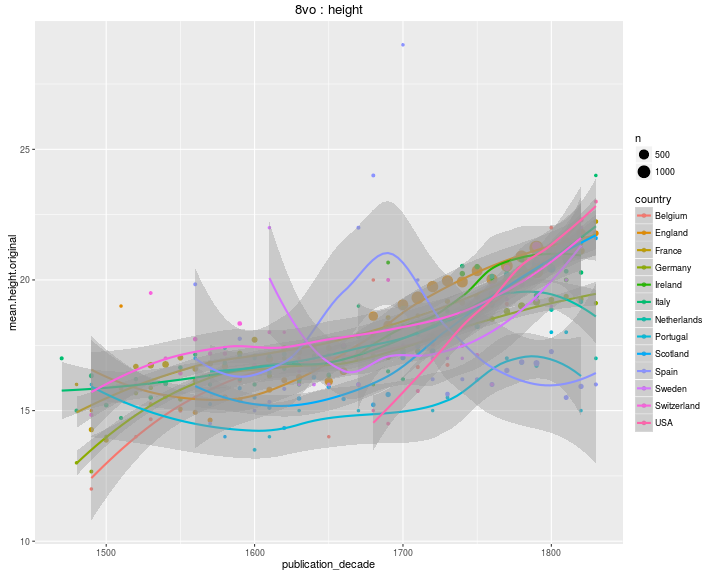 8vo : height
mean.height.original
25
20
15
10
1500
1600
1700
1800
publication_decade
n
500
1000
country
Belgium
England
France
Germany
Ireland
Italy
Netherlands
Portugal
Scotland
Spain
Sweden
Switzerland
USA